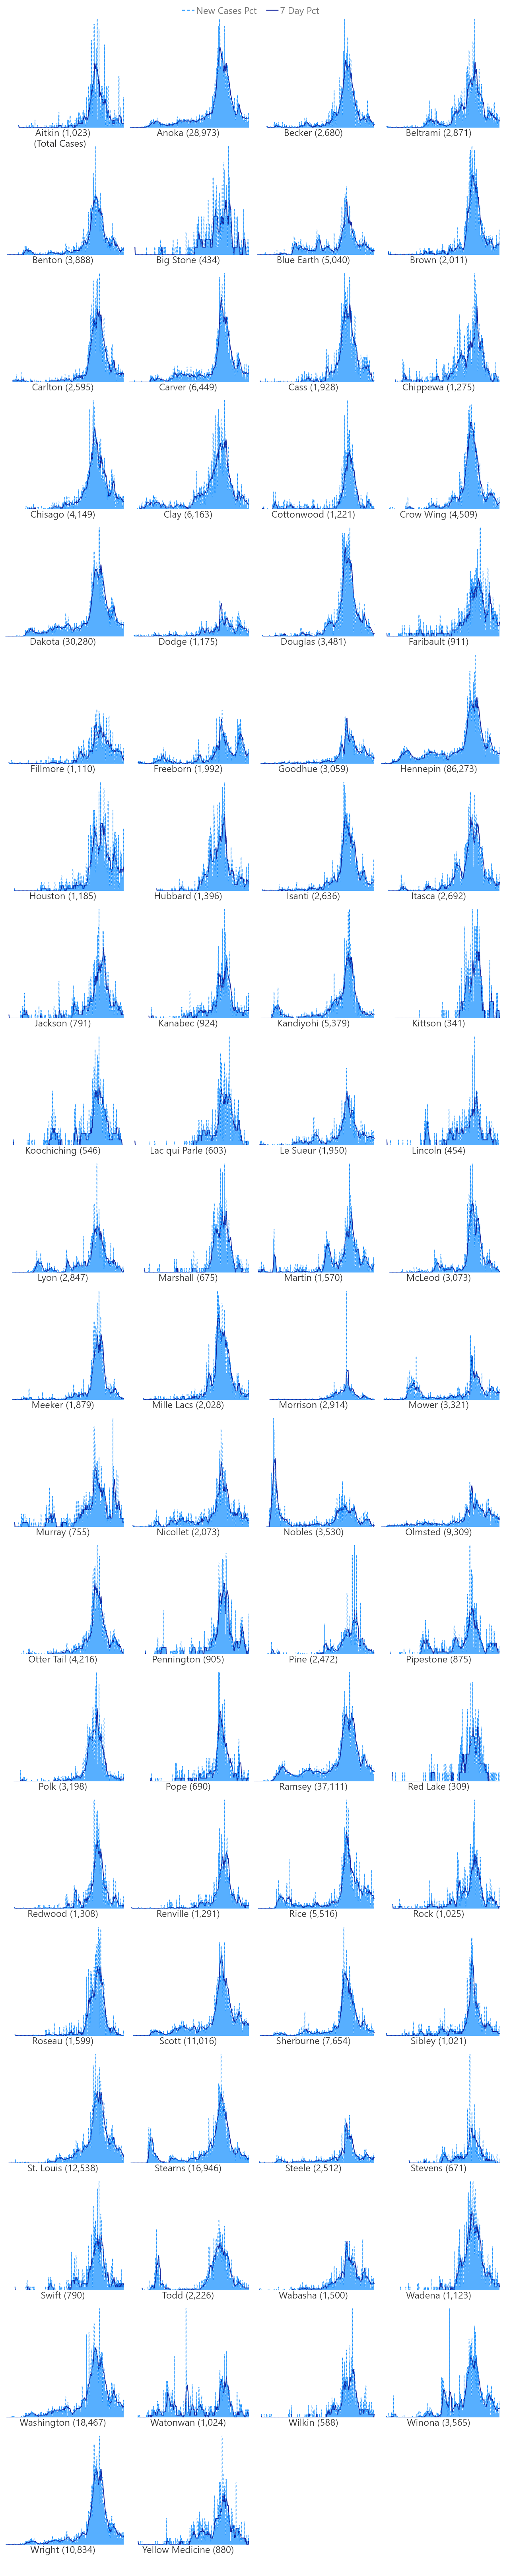 New Cases Pct 7 Day Pct
Aitkin (1,023) Anoka (28,973) Becker (2,680) Beltrami (2,871)
(Total Cases)
Benton (3,888) Big Stone (434) Blue Earth (5,040) Brown (2,011)
Carlton (2,595) Carver (6,449) Cass (1,928) Chippewa (1,275)
Chisago (4,149) Clay (6,163) Cottonwood (1,221) Crow Wing (4,509)
Dakota (30,280) Dodge (1,175) Douglas (3,481) Faribault (911)
Fillmore (1,110) Freeborn (1,992) Goodhue (3,059) Hennepin (86,273)
Houston (1,185) Hubbard (1,396) Isanti (2,636) Itasca (2,692)
Jackson (791) Kanabec (924) Kandiyohi (5,379) Kittson (341)
Koochiching (546) Lac qui Parle (603) Le Sueur (1,950) Lincoln (454)
Lyon (2,847) Marshall (675) Martin (1,570) McLeod (3,073)
Meeker (1,879) Mille Lacs (2,028) Morrison (2,914) Mower (3,321)
Murray (755) Nicollet (2,073) Nobles (3,530) Olmsted (9,309)
Otter Tail (4,216) Pennington (905) Pine (2,472) Pipestone (875)
Polk (3,198) Pope (690) Ramsey (37,111) Red Lake (309)
Redwood (1,308) Renville (1,291) Rice (5,516) Rock (1,025)
Roseau (1,599) Scott (11,016) Sherburne (7,654) Sibley (1,021)
St. Louis (12,538) Stearns (16,946) Steele (2,512) Stevens (671)
Swift (790) Todd (2,226) Wabasha (1,500) Wadena (1,123)
Washington (18,467) Watonwan (1,024) Wilkin (588) Winona (3,565)
Wright (10,834) Yellow Medicine (880)